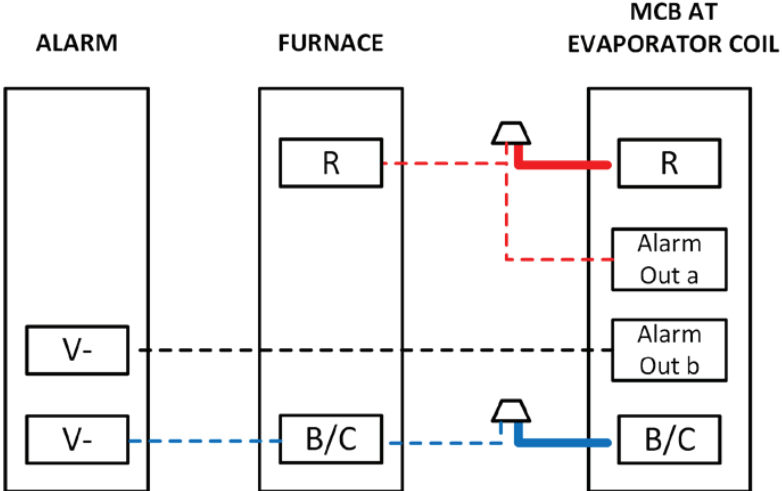 ALARM
FURNACE
MCB AT
EVAPORATOR COIL
R
R
Alarm
Out a
V-
Alarm
Out b
V-
B/C
B/C